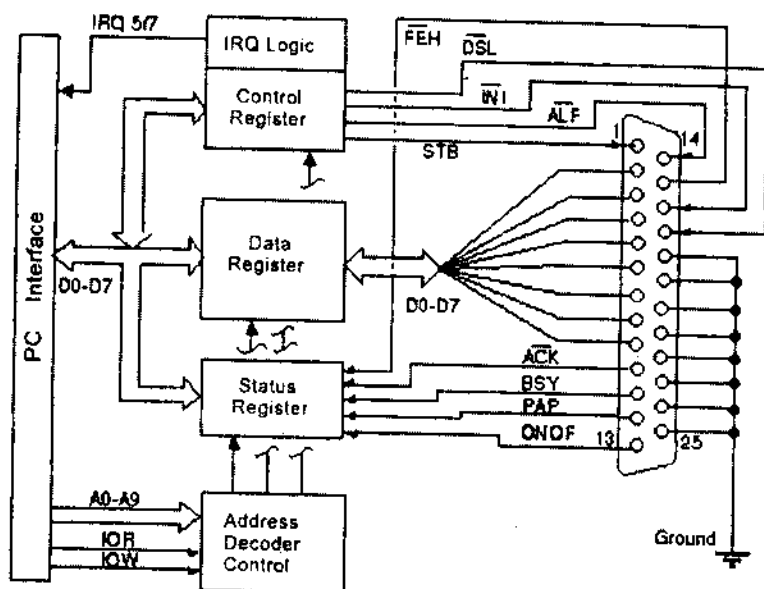 IRQ 5/7
IRQ Logic
FEH
DSL
Control
Register
INI
ALF
1
14
STB
PC Interface
D0-D7
Data
Register
D0-D7
Status
Register
ACK
BSY
PAP
ONOF
13
25
A0-A9
IOR
IOW
Address
Decoder
Control
Ground